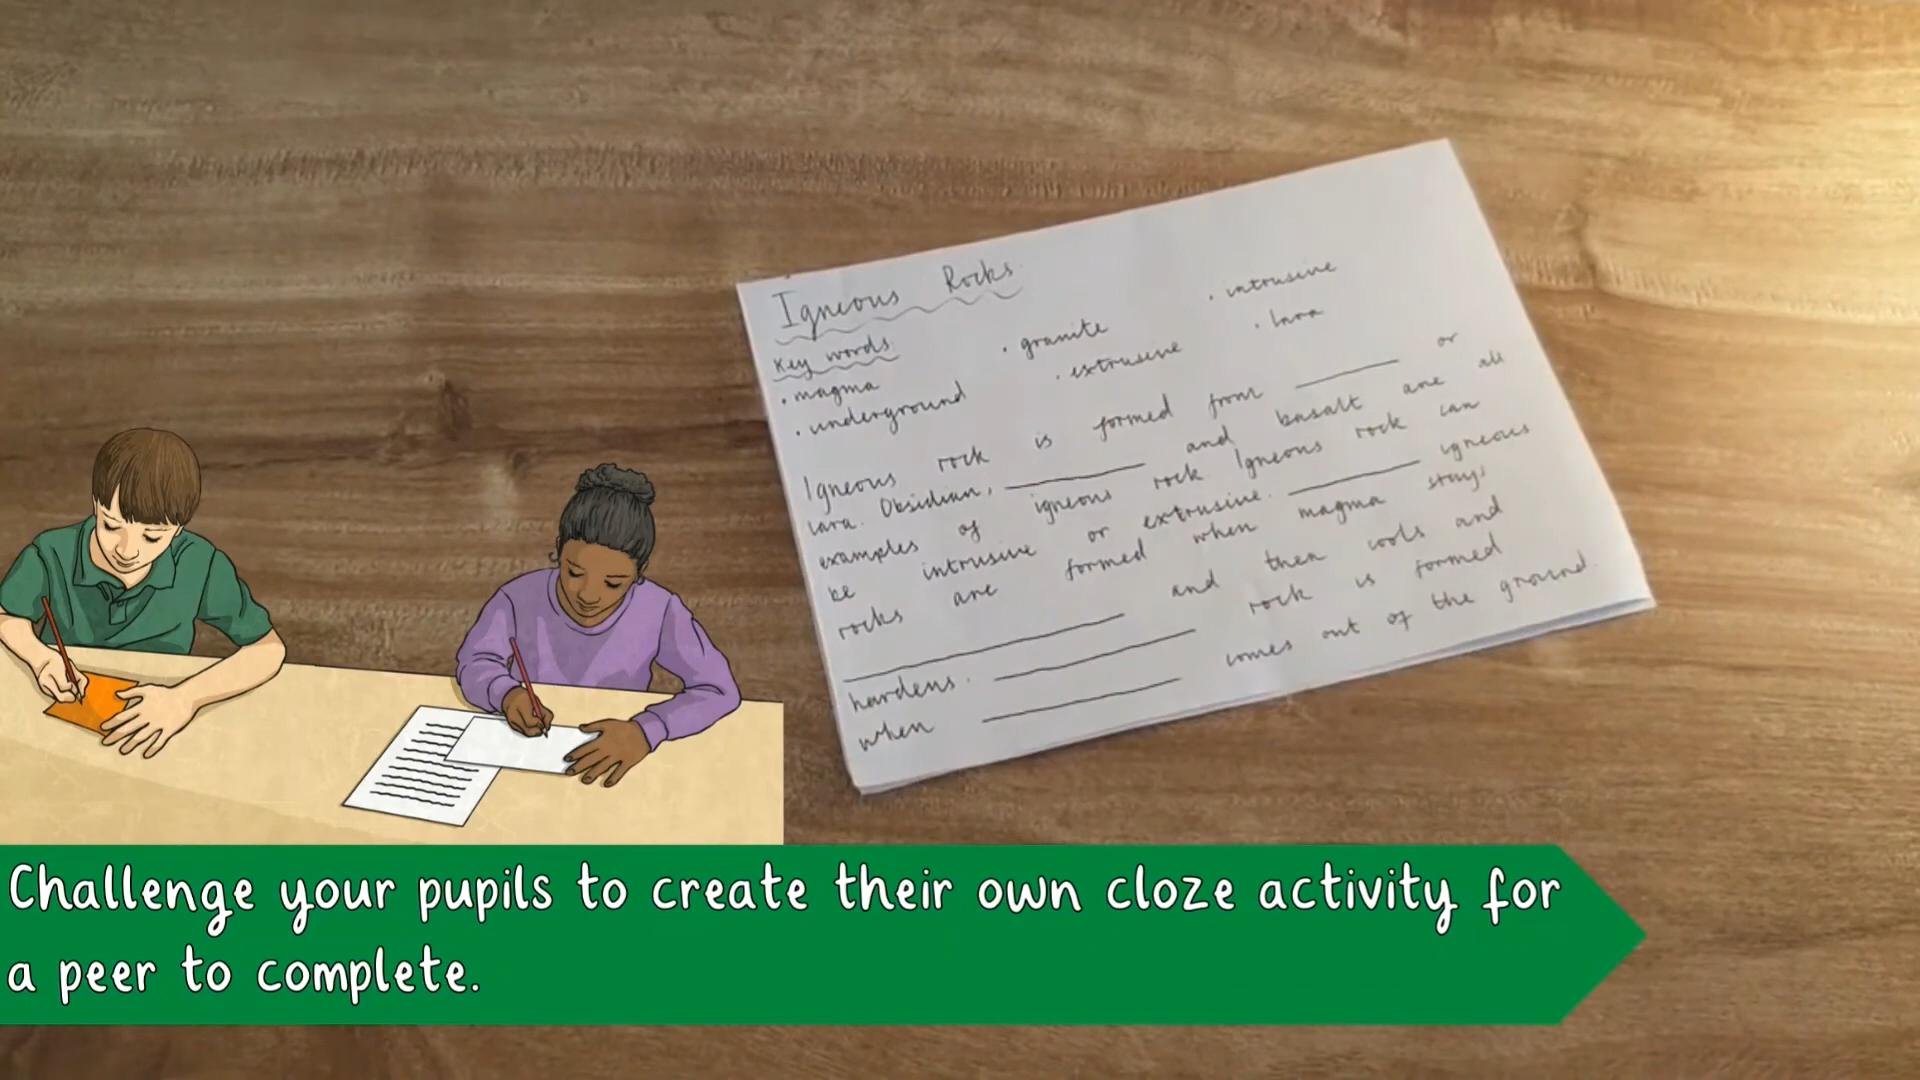 Igneous Rocks
Key words
• magma
• underground
• granite
• extrusive
• intrusive
• lava
Igneous rock is formed from ______ or
lava. Obsidian, ______ and basalt are all
examples of igneous rock. Igneous rock can
be intrusive or extrusive. ______ igneous
rocks are formed when magma stays
______ and then cools and
hardens. ______ rock is formed
when ______ comes out of the ground.
Challenge your pupils to create their own cloze activity for
a peer to complete.